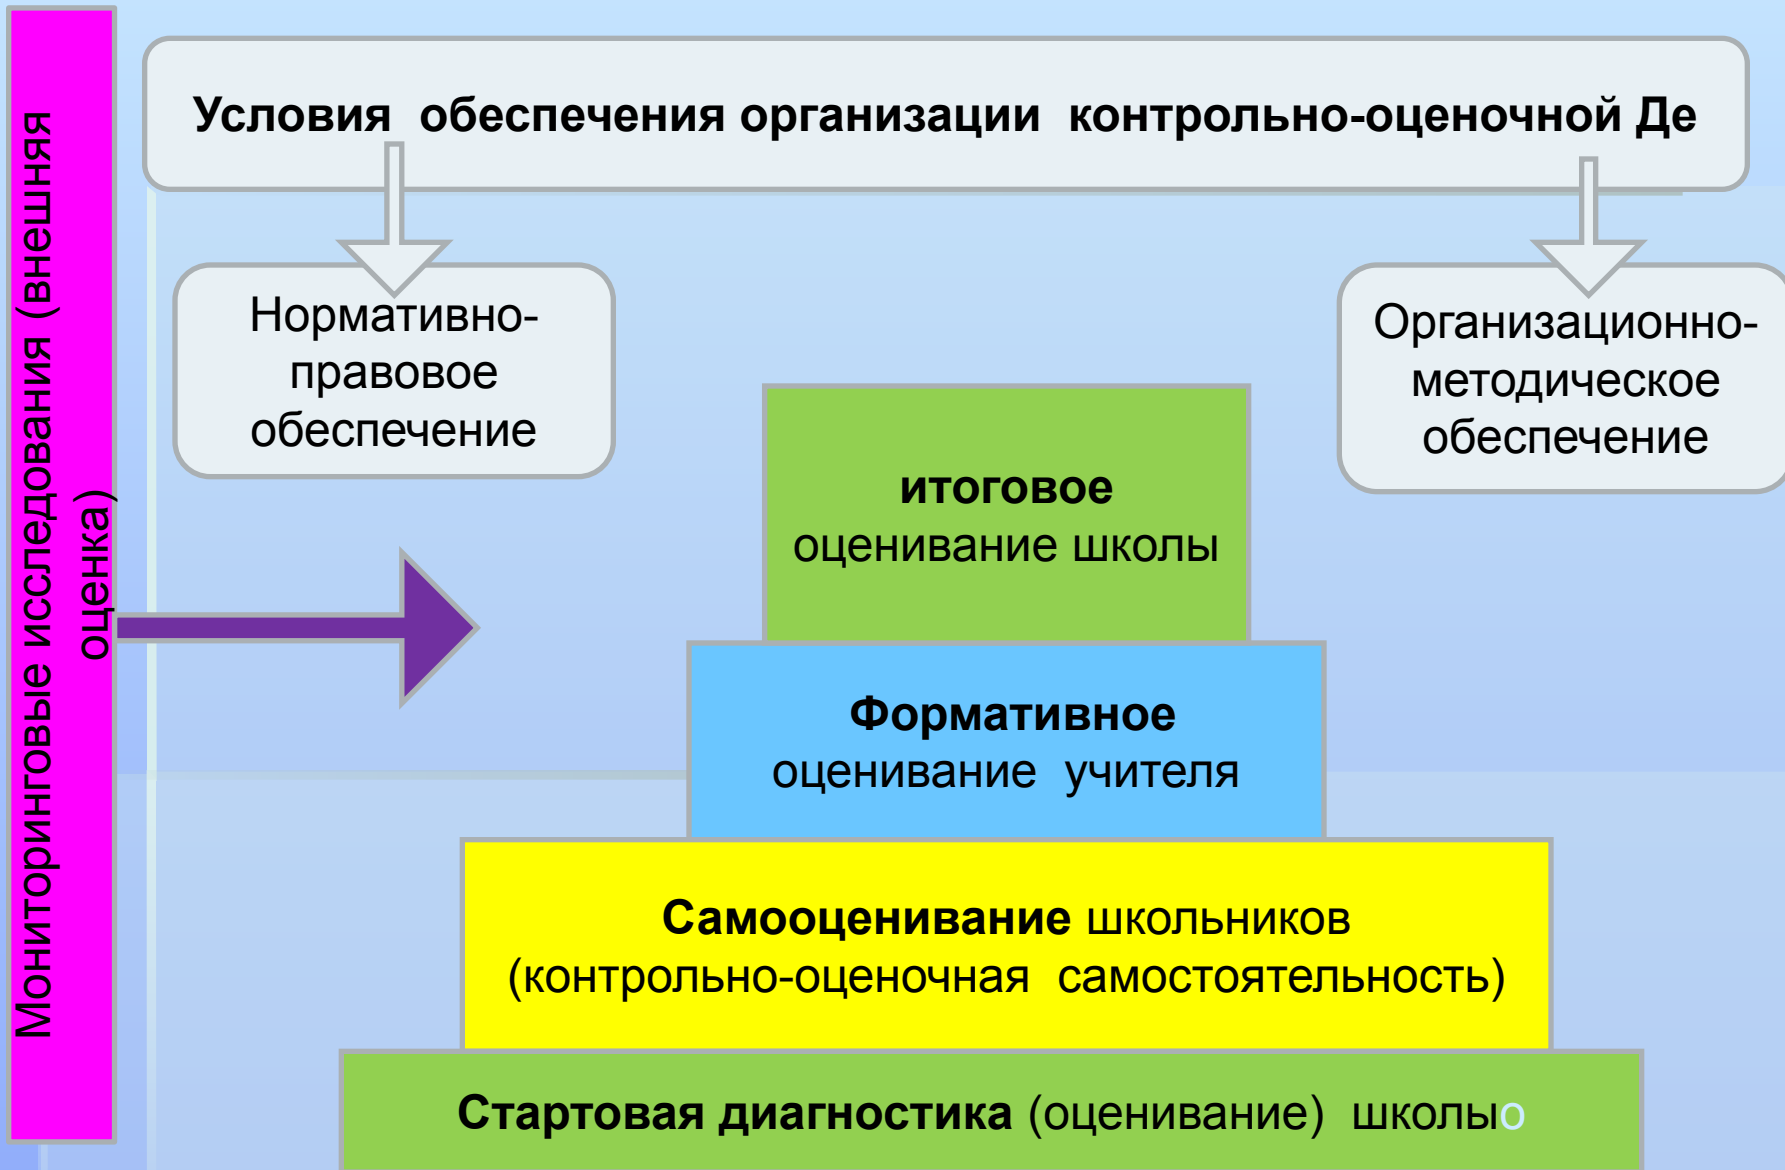 Мониторинговые исследования (внешняя
оценка)
Условия обеспечения организации контрольно-оценочной Де
Нормативно-
правовое
обеспечение
Организационно-
методическое
обеспечение
итоговое
оценивание школы
Формативное
оценивание учителя
Самооценивание школьников
(контрольно-оценочная самостоятельность)
Стартовая диагностика (оценивание) школыо